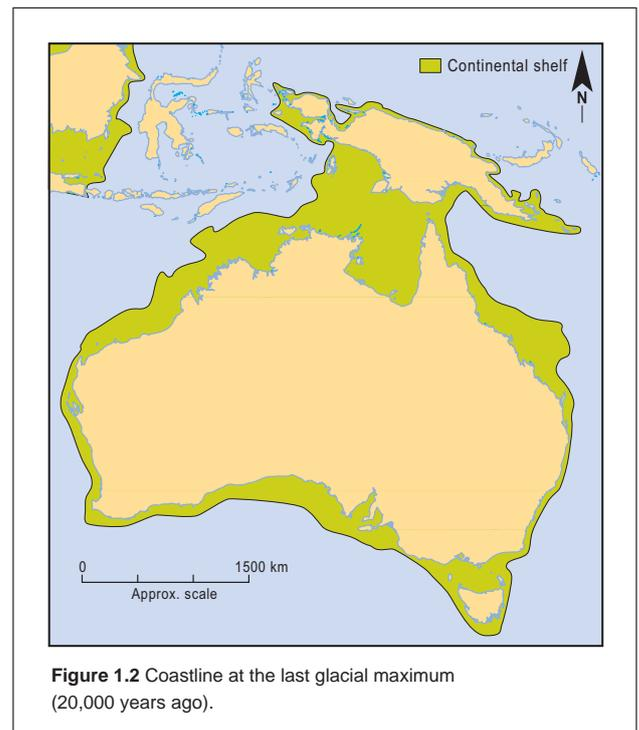 Continental shelf
N
0 1500 km
Approx. scale
Figure 1.2 Coastline at the last glacial maximum
(20,000 years ago).